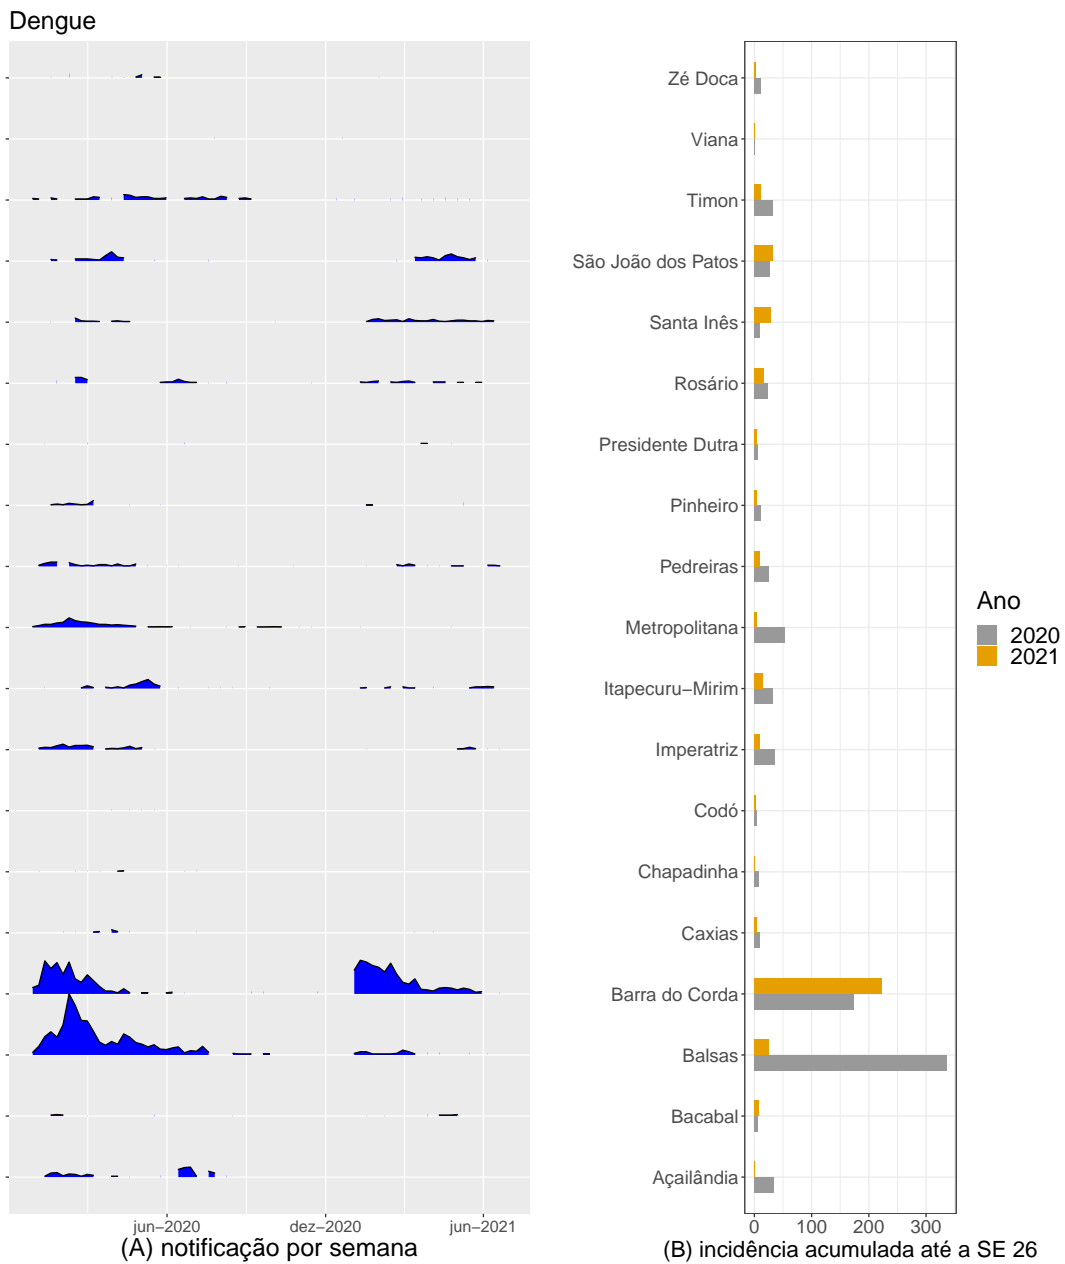 Dengue
Zé Doca
Viana
Timon
São João dos Patos
Santa Inês
Rosário
Presidente Dutra
Pinheiro
Pedreiras
Metropolitana
Itapecuru−Mirim
Imperatriz
Codó
Chapadinha
Caxias
Barra do Corda
Balsas
Bacabal
Açailândia
Ano
2020
2021
jun−2020 dez−2020 jun−2021
0 100 200 300
(A) notificação por semana
(B) incidência acumulada até a SE 26